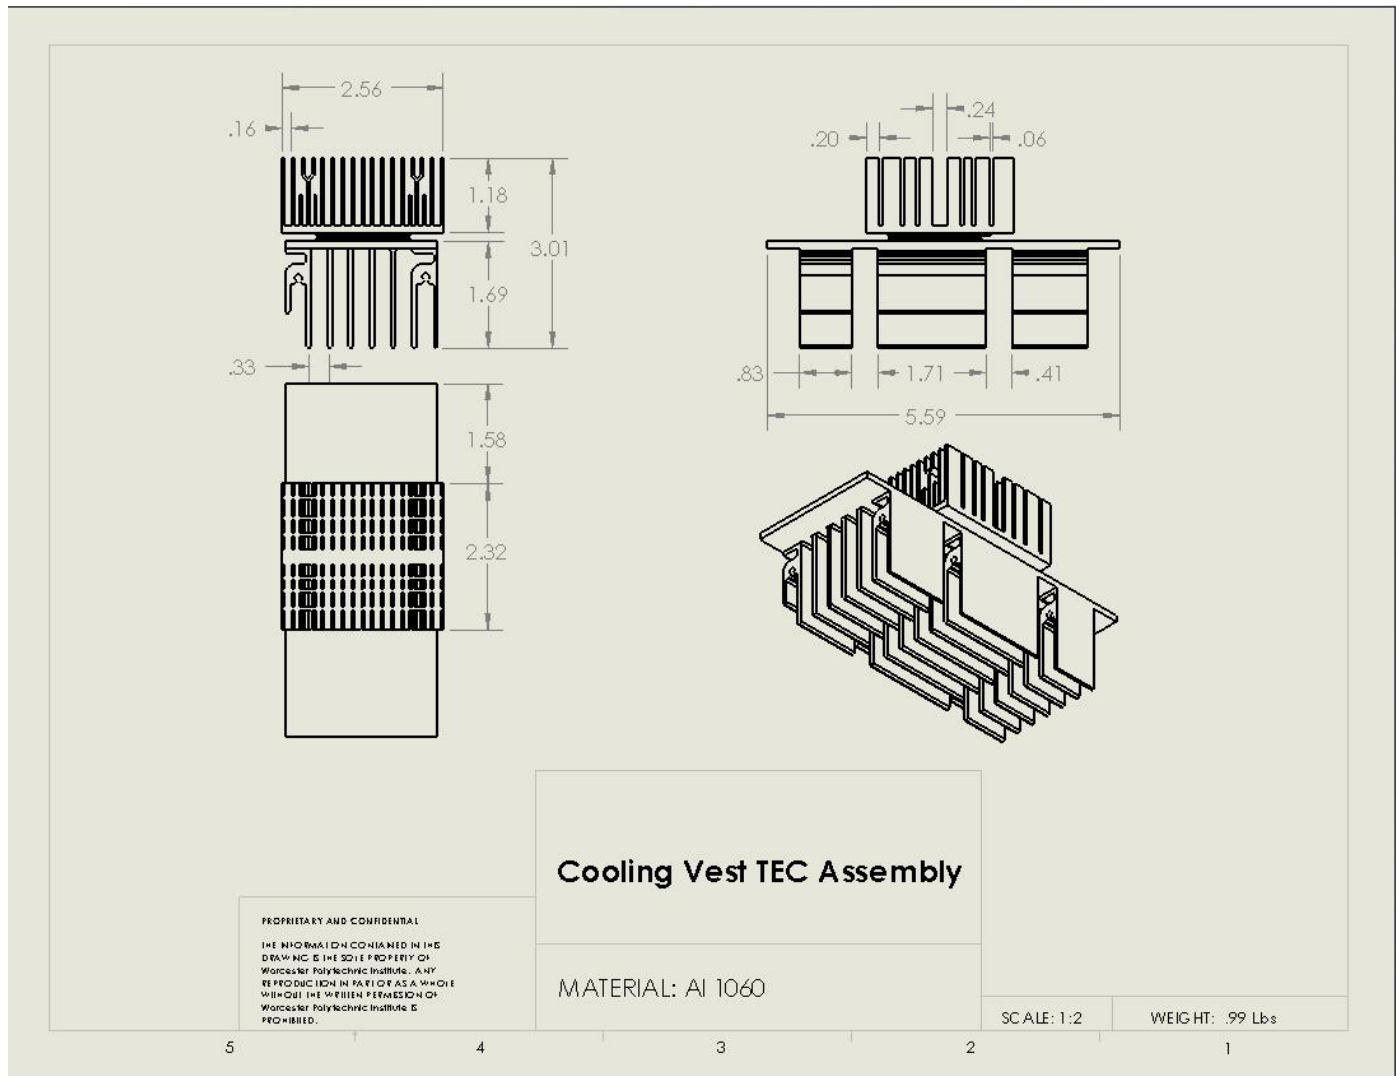 2.56
.16
1.18
3.01
1.69
.33
1.58
2.32
.24
.20
.06
.83
1.71
.41
5.59
Cooling Vest TEC Assembly
PROPRIETARY AND CONFIDENTIAL
THE INFORMATION CONTAINED IN THIS
DRAWING IS THE SOLE PROPERTY OF
Worcester Polytechnic Institute. ANY
REPRODUCTION IN PART OR AS A WHOLE
WITHOUT THE WRITTEN PERMISSION OF
Worcester Polytechnic Institute IS
PROHIBITED.
MATERIAL: Al 1060
SCALE: 1:2
WEIGHT: .99 Lbs
5
4
3
2
1